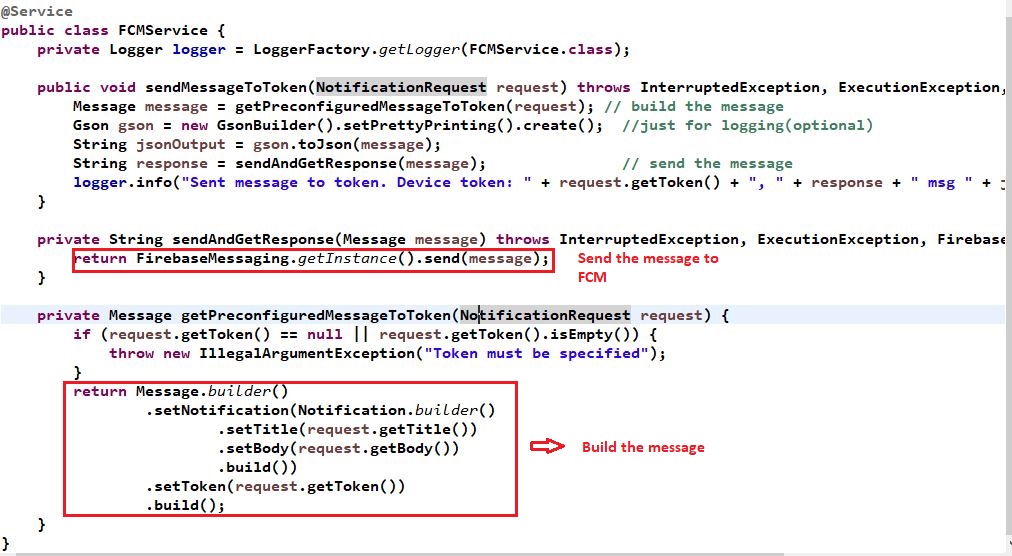 @Service
public class FCMService {
private Logger logger = LoggerFactory.getLogger(FCMService.class);
public void sendMessageToToken(NotificationRequest request) throws InterruptedException, ExecutionException,
Message message = getPreconfiguredMessageToToken(request); // build the message
Gson gson = new GsonBuilder().setPrettyPrinting().create();  //just for logging(optional)
String jsonOutput = gson.toJson(message);
String response = sendAndGetResponse(message); // send the message
logger.info("Sent message to token. Device token: " + request.getToken() + ", " + response + " msg " +
}
private String sendAndGetResponse(Message message) throws InterruptedException, ExecutionException, Firebase
return FirebaseMessaging.getInstance().send(message);
Send the message to
FCM
}
private Message getPreconfiguredMessageToToken(NotificationRequest request) {
if (request.getToken() == null || request.getToken().isEmpty()) {
throw new IllegalArgumentException("Token must be specified");
}
return Message.builder()
.setNotification(Notification.builder()
.setTitle(request.getTitle())
.setBody(request.getBody())
.build())
.setToken(request.getToken())
.build();
Build the message
}
}